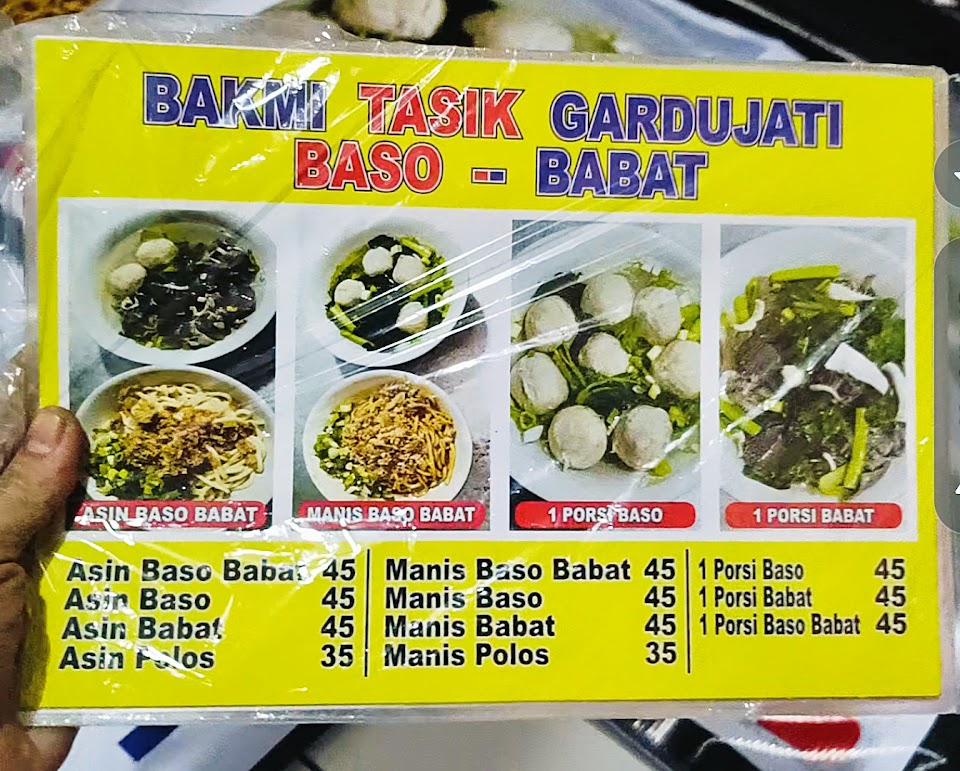 BAKMI TASIK GARDUJATI
BASO - BABAT
ASIN BASO BABAT
MANIS BASO BABAT
1 PORSI BASO
1 PORSI BABAT
Asin Baso Babat 45
Asin Baso 45
Asin Babat 45
Asin Polos 35
Manis Baso Babat 45
Manis Baso 45
Manis Babat 45
Manis Polos 35
1 Porsi Baso 45
1 Porsi Babat 45
1 Porsi Baso Babat 45